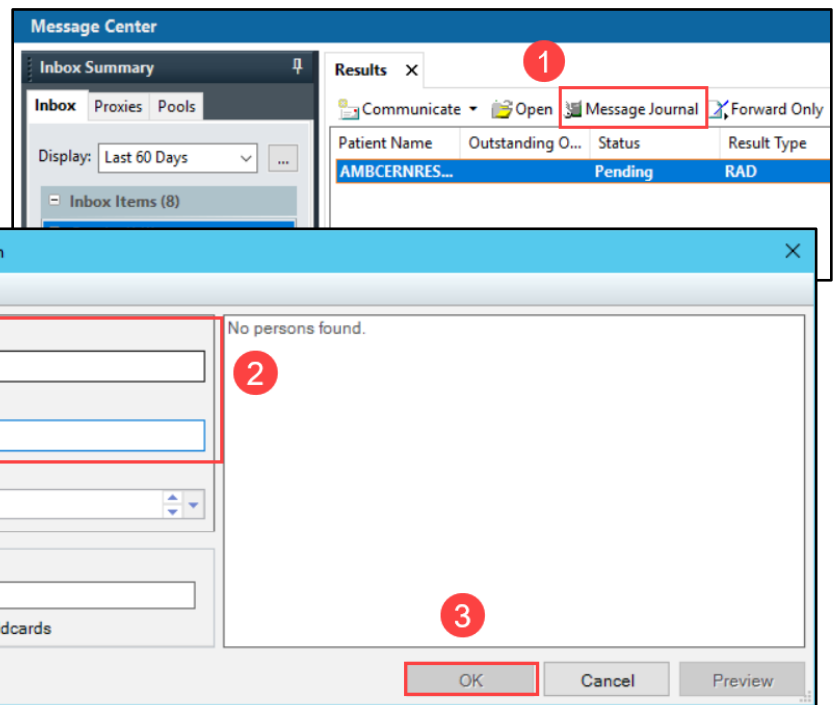 Message Center
Inbox Summary
Inbox Proxies Pools
Display: Last 60 Days ...
Inbox Items (8)
Results X
1
Communicate Open Message Journal Forward Only
Patient Name Outstanding O... Status Result Type
AMBCERNRES... Pending RAD
No persons found.
2
dcards
3
OK Cancel Preview